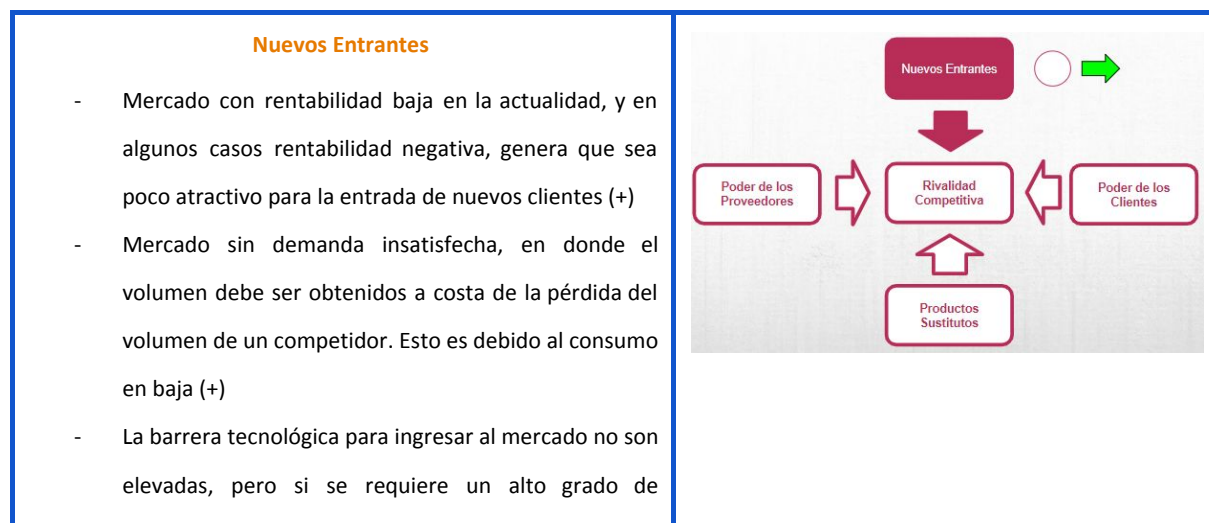 Nuevos Entrantes
- Mercado con rentabilidad baja en la actualidad, y en
algunos casos rentabilidad negativa, genera que sea
poco atractivo para la entrada de nuevos clientes (+)
- Mercado sin demanda insatisfecha, en donde el
volumen debe ser obtenidos a costa de la pérdida del
volumen de un competidor. Esto es debido al consumo
en baja (+)
- La barrera tecnológica para ingresar al mercado no son
elevadas, pero si se requiere un alto grado de
Nuevos Entrantes
Poder de los
Proveedores
Rivalidad
Competitiva
Poder de los
Clientes
Productos
Sustitutos